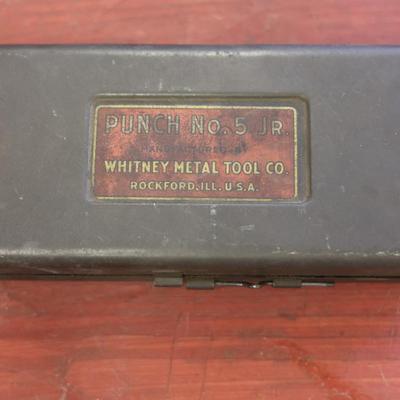 PUNCH NO. 5 JR.
MANUFACTURED BY
WHITNEY METAL TOOL CO.
ROCKFORD, ILL. U.S.A.